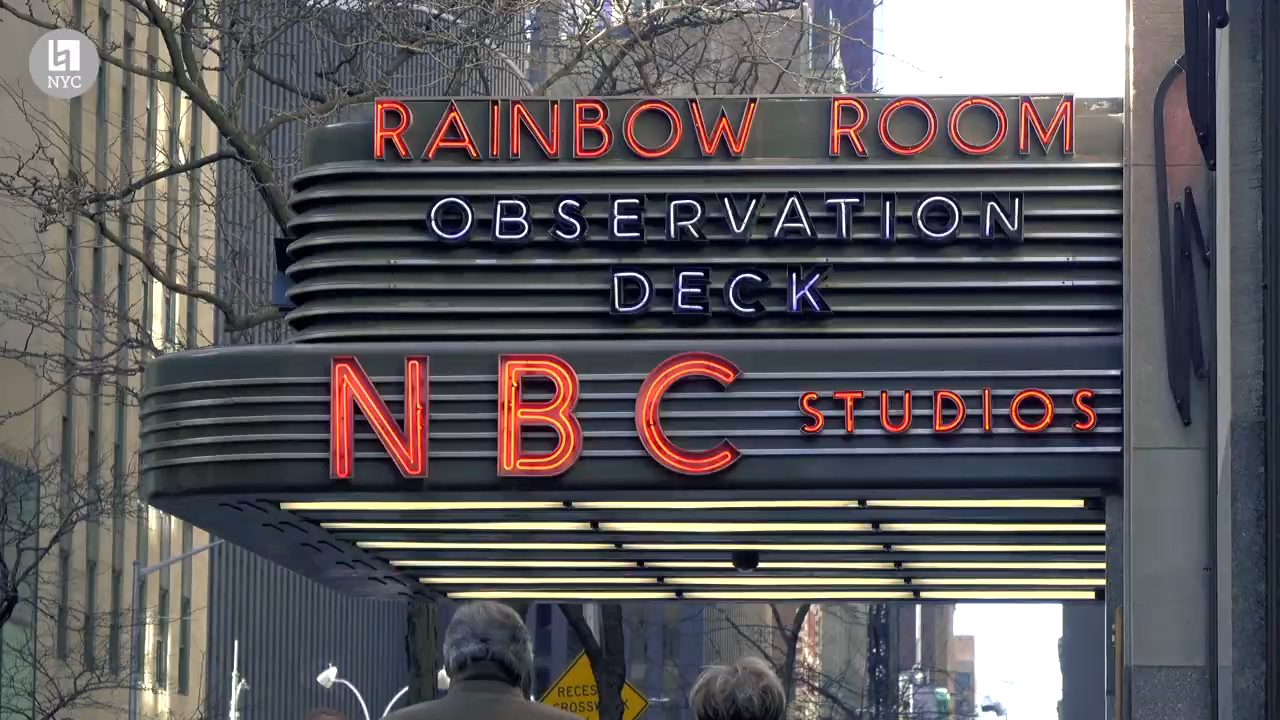 NYC
RAINBOW ROOM
OBSERVATION
DECK
NBC STUDIOS